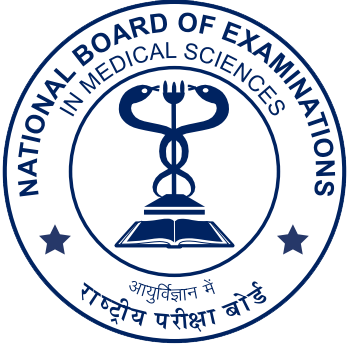 NATIONAL BOARD OF EXAMINATIONS
IN MEDICAL SCIENCES
आयुर्विज्ञान में
राष्ट्रीय परीक्षा बोर्ड